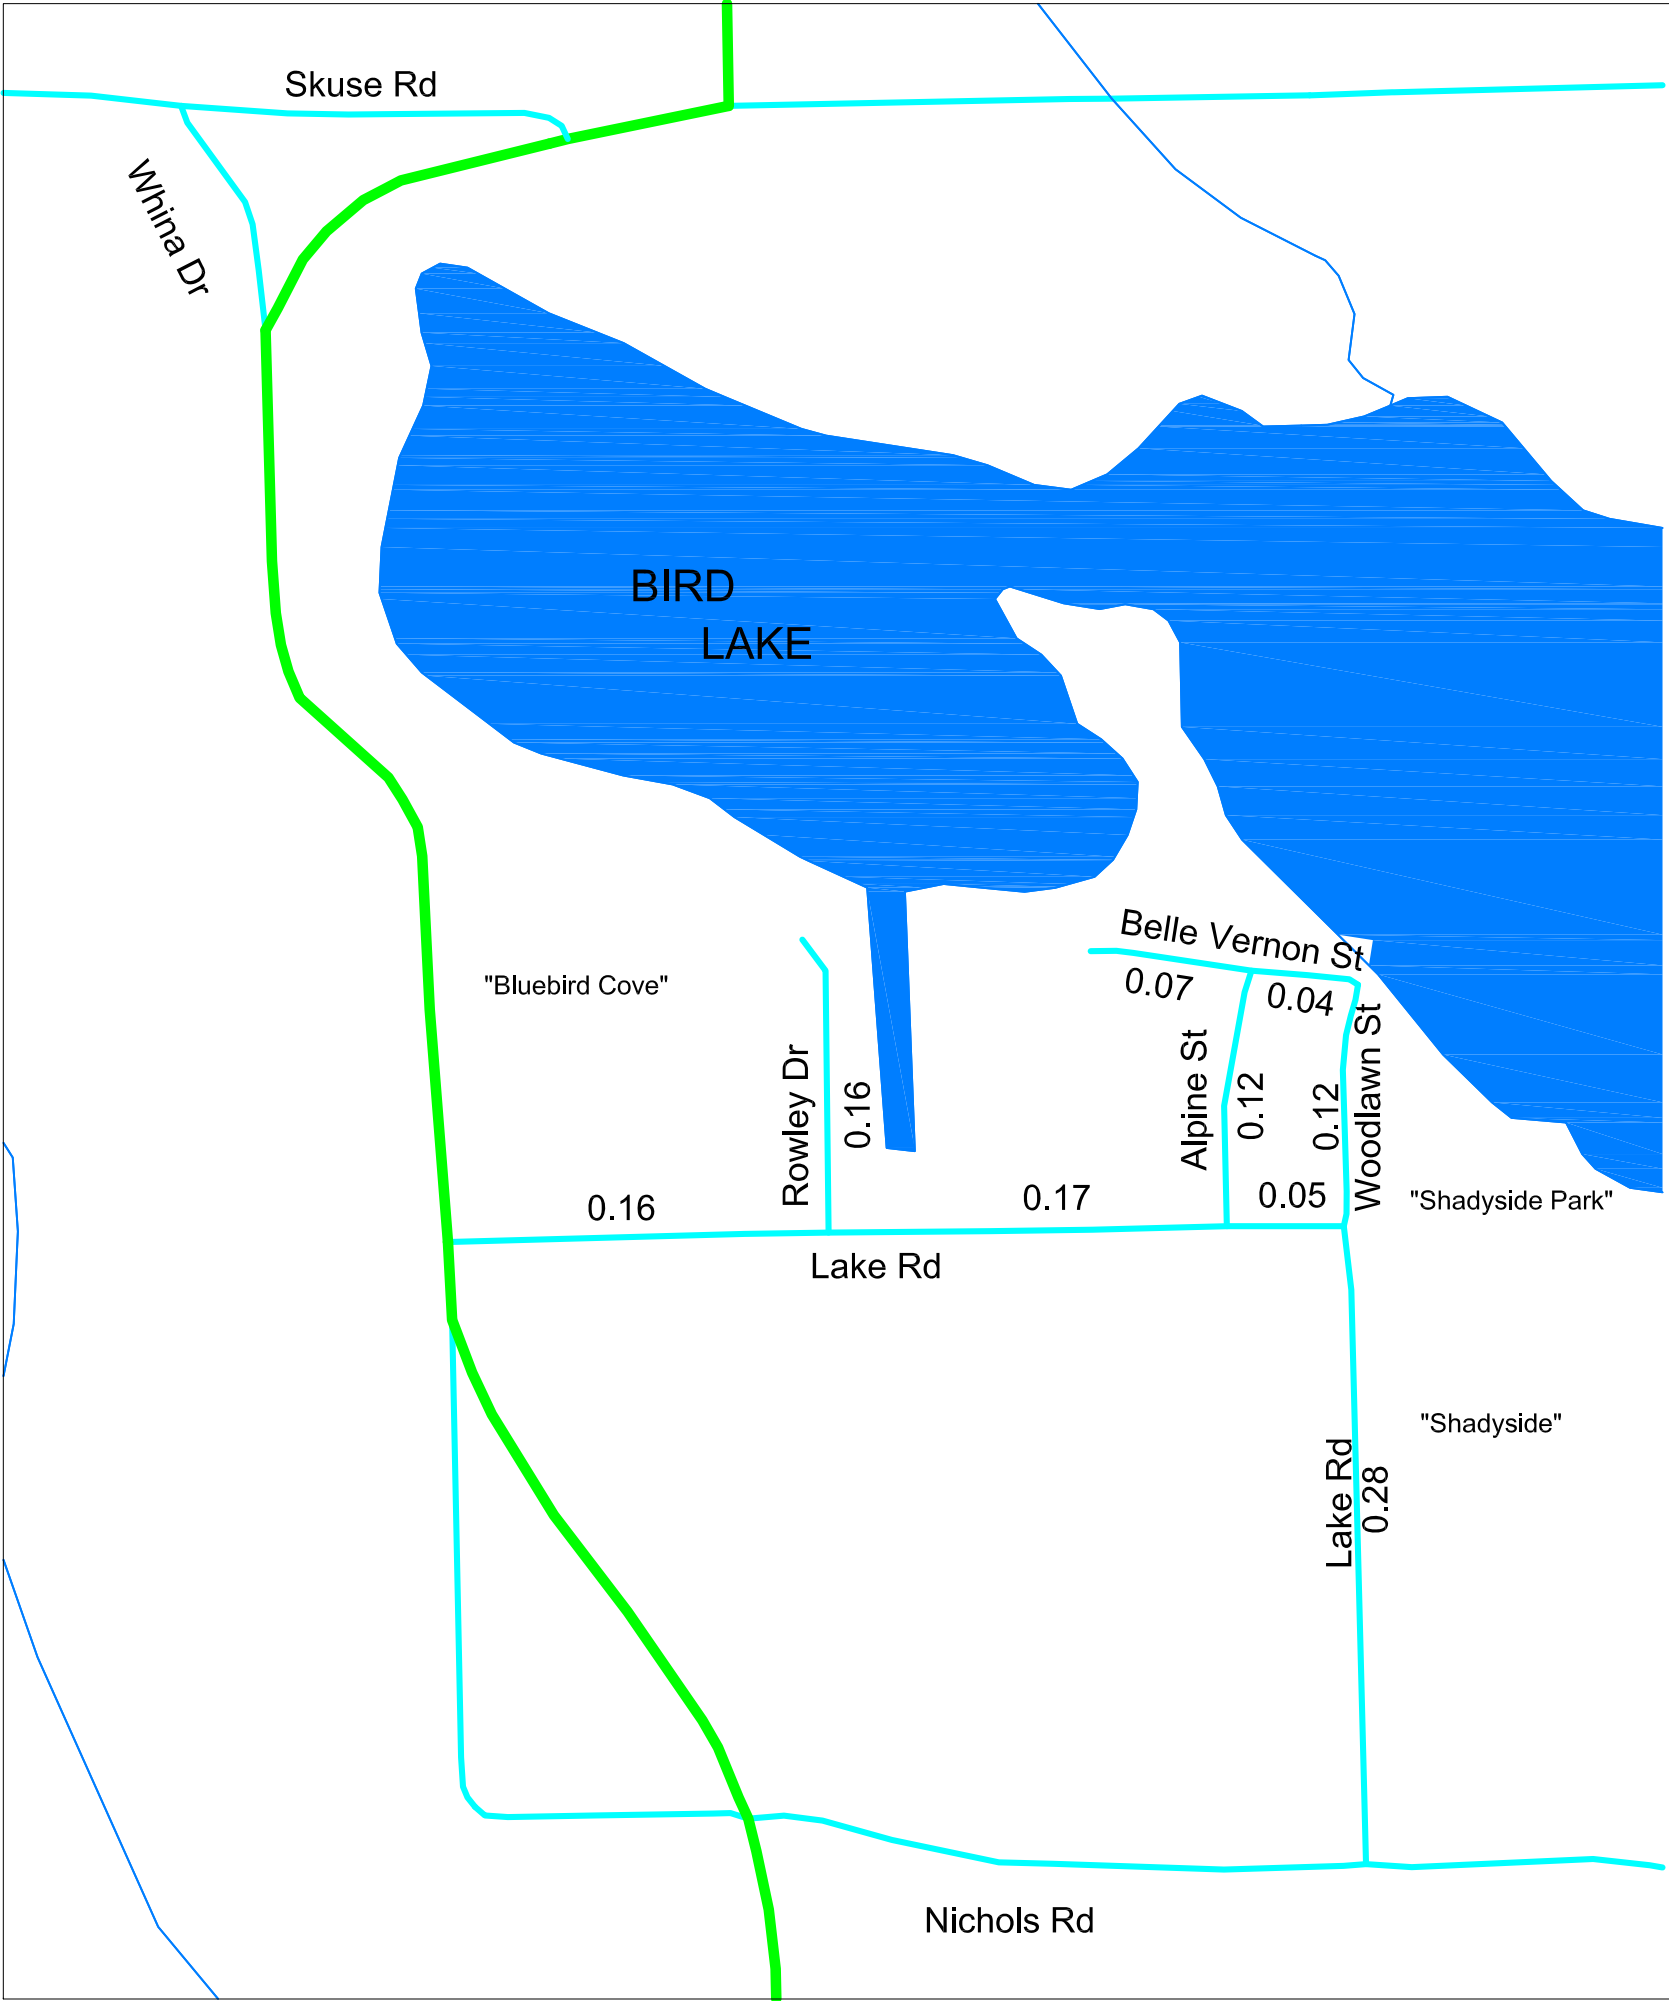 Skuse Rd
Whina Dr
BIRD
LAKE
Belle Vernon St
"Bluebird Cove"
0.07
0.04
Rowley Dr
0.16
Alpine St
0.12
0.12
Woodlawn St
0.16
0.17
0.05
"Shadyside Park"
Lake Rd
"Shadyside"
Lake Rd
0.28
Nichols Rd